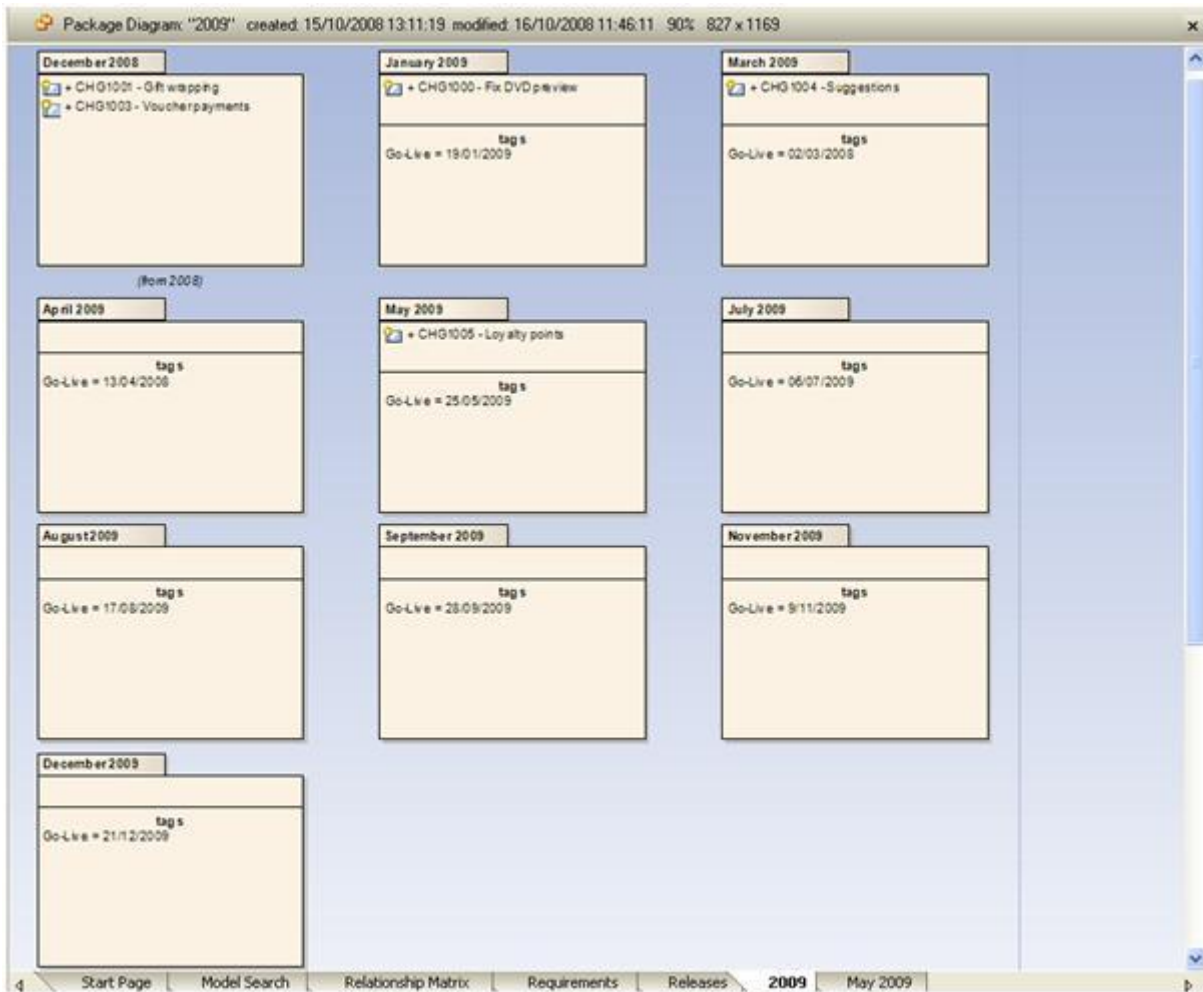 Package Diagram: "2009" created: 15/10/2008 13:11:19 modified: 16/10/2008 11:46:11 90% 827 x 1169
December 2008
+ CHG1001 - Gift wrapping
+ CHG1003 - Voucher payments
(from 2008)
January 2009
+ CHG1000 - Fix DVD preview
tags
Go-Live = 19/01/2009
March 2009
+ CHG1004 - Suggestions
tags
Go-Live = 02/03/2008
April 2009
tags
Go-Live = 13/04/2008
May 2009
+ CHG1005 - Loyalty points
tags
Go-Live = 25/05/2009
July 2009
tags
Go-Live = 06/07/2009
August 2009
tags
Go-Live = 17/08/2009
September 2009
tags
Go-Live = 28/09/2009
November 2009
tags
Go-Live = 9/11/2009
December 2009
tags
Go-Live = 21/12/2009
Start Page Model Search Relationship Matrix Requirements Releases 2009 May 2009